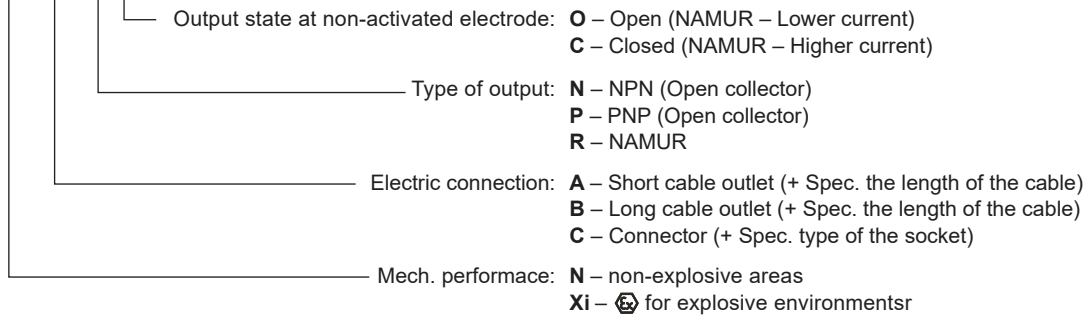 Output state at non-activated electrode: O – Open (NAMUR – Lower current)
C – Closed (NAMUR – Higher current)
Type of output: N – NPN (Open collector)
P – PNP (Open collector)
R – NAMUR
Electric connection: A – Short cable outlet (+ Spec. the length of the cable)
B – Long cable outlet (+ Spec. the length of the cable)
C – Connector (+ Spec. type of the socket)
Mech. performace: N – non-explosive areas
Xi – Ex for explosive environmentsr